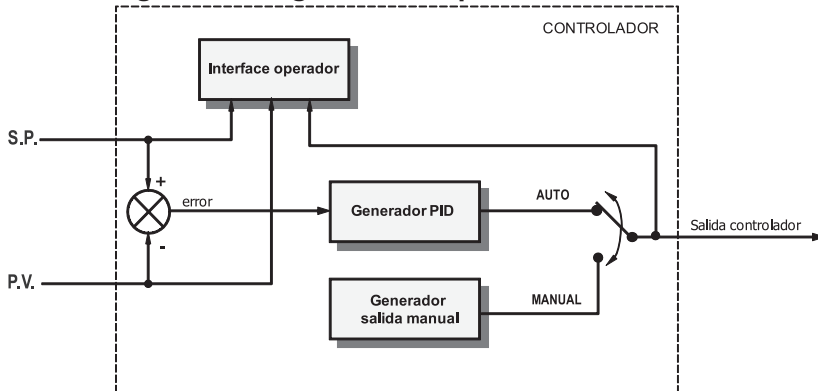 CONTROLADOR
Interface operador
S.P.
+
error
Generador PID
AUTO
Salida controlador
-
P.V.
Generador
salida manual
MANUAL